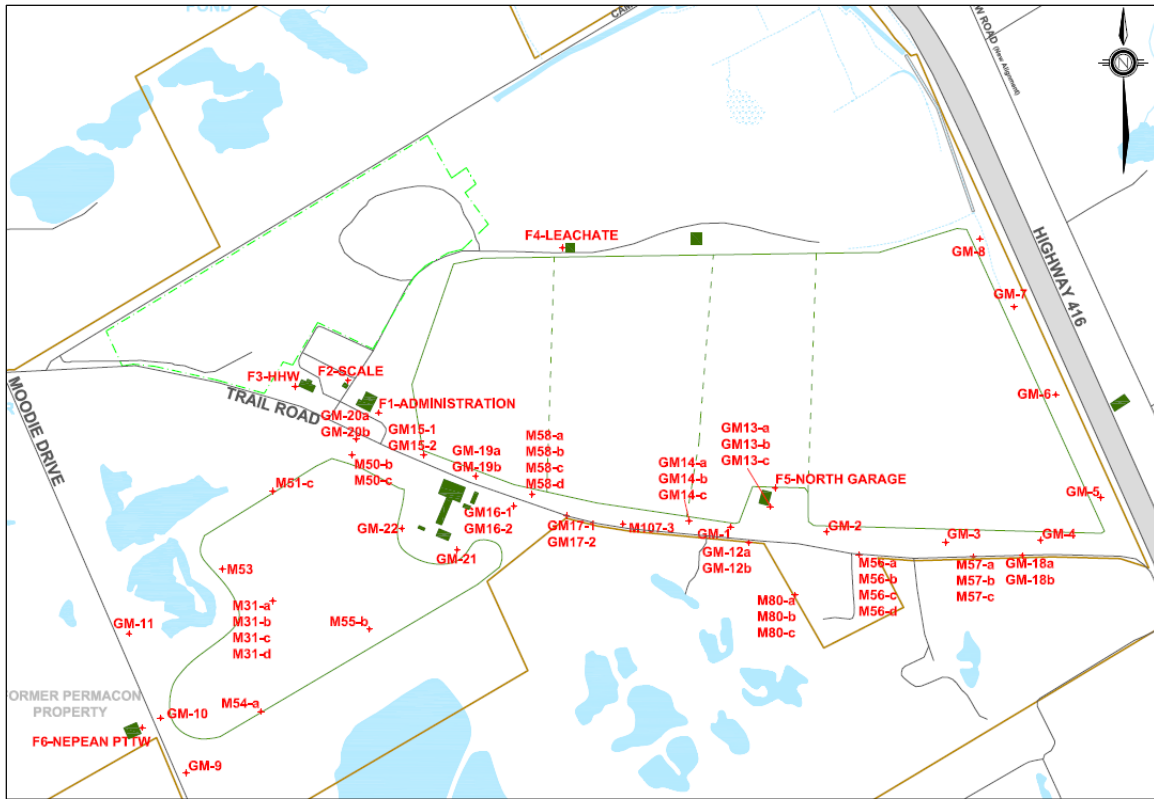 POND
W ROAD (New Alignment)
N
GM-8
F4-LEACHATE
HIGHWAY 416
GM-7
F2-SCALE
F3-HHW
GM-6
MOODIE DRIVE
TRAIL ROAD
F1-ADMINISTRATION
GM-20a
GM-20b
GM15-1
GM15-2
GM-19a
GM-19b
M58-a
M58-b
M58-c
M58-d
GM13-a
GM13-b
GM13-c
GM14-a
GM14-b
GM14-c
F5-NORTH GARAGE
M50-b
M50-c
M51-c
GM-5
GM16-1
GM16-2
GM-22
GM17-1
GM17-2
M107-3
GM-1
GM-2
GM-3
GM-4
GM-12a
GM-12b
GM-21
M56-a
M56-b
M56-c
M56-d
M57-a
M57-b
M57-c
GM-18a
GM-18b
M53
M80-a
M80-b
M80-c
M31-a
M31-b
M31-c
M31-d
GM-11
M55-b
ORMER PERMACON
PROPERTY
M54-a
GM-10
F6-NEPEAN PTTW
GM-9